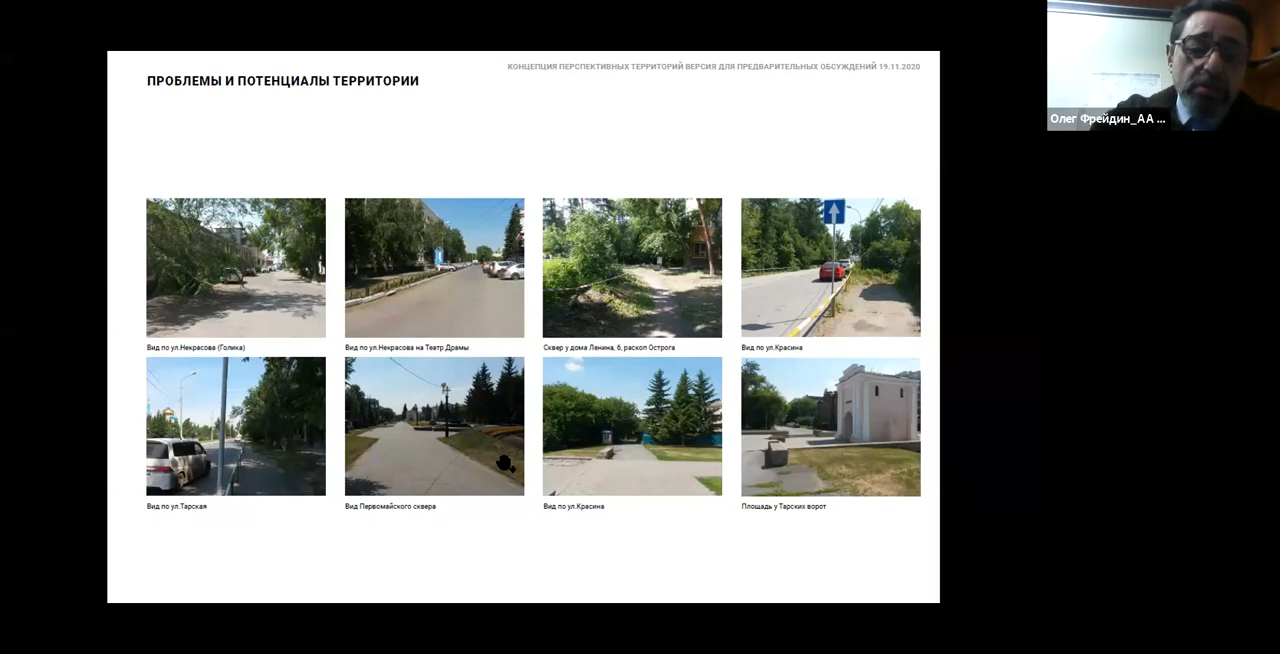 КОНЦЕПЦИЯ ПЕРСПЕКТИВНЫХ ТЕРРИТОРИЙ ВЕРСИЯ ДЛЯ ПРЕДВАРИТЕЛЬНЫХ ОБСУЖДЕНИЙ 19.11.2020
ПРОБЛЕМЫ И ПОТЕНЦИАЛЫ ТЕРРИТОРИИ
Олег Фрейдин_АА ...
Вид по ул.Некрасова (Голика)
Вид по ул.Некрасова на Театр Драмы
Сквер у дома Ленина, 6, раскоп Острога
Вид по ул.Красина
Вид по ул.Тарская
Вид Первомайского сквера
Вид по ул.Красина
Площадь у Тарских ворот